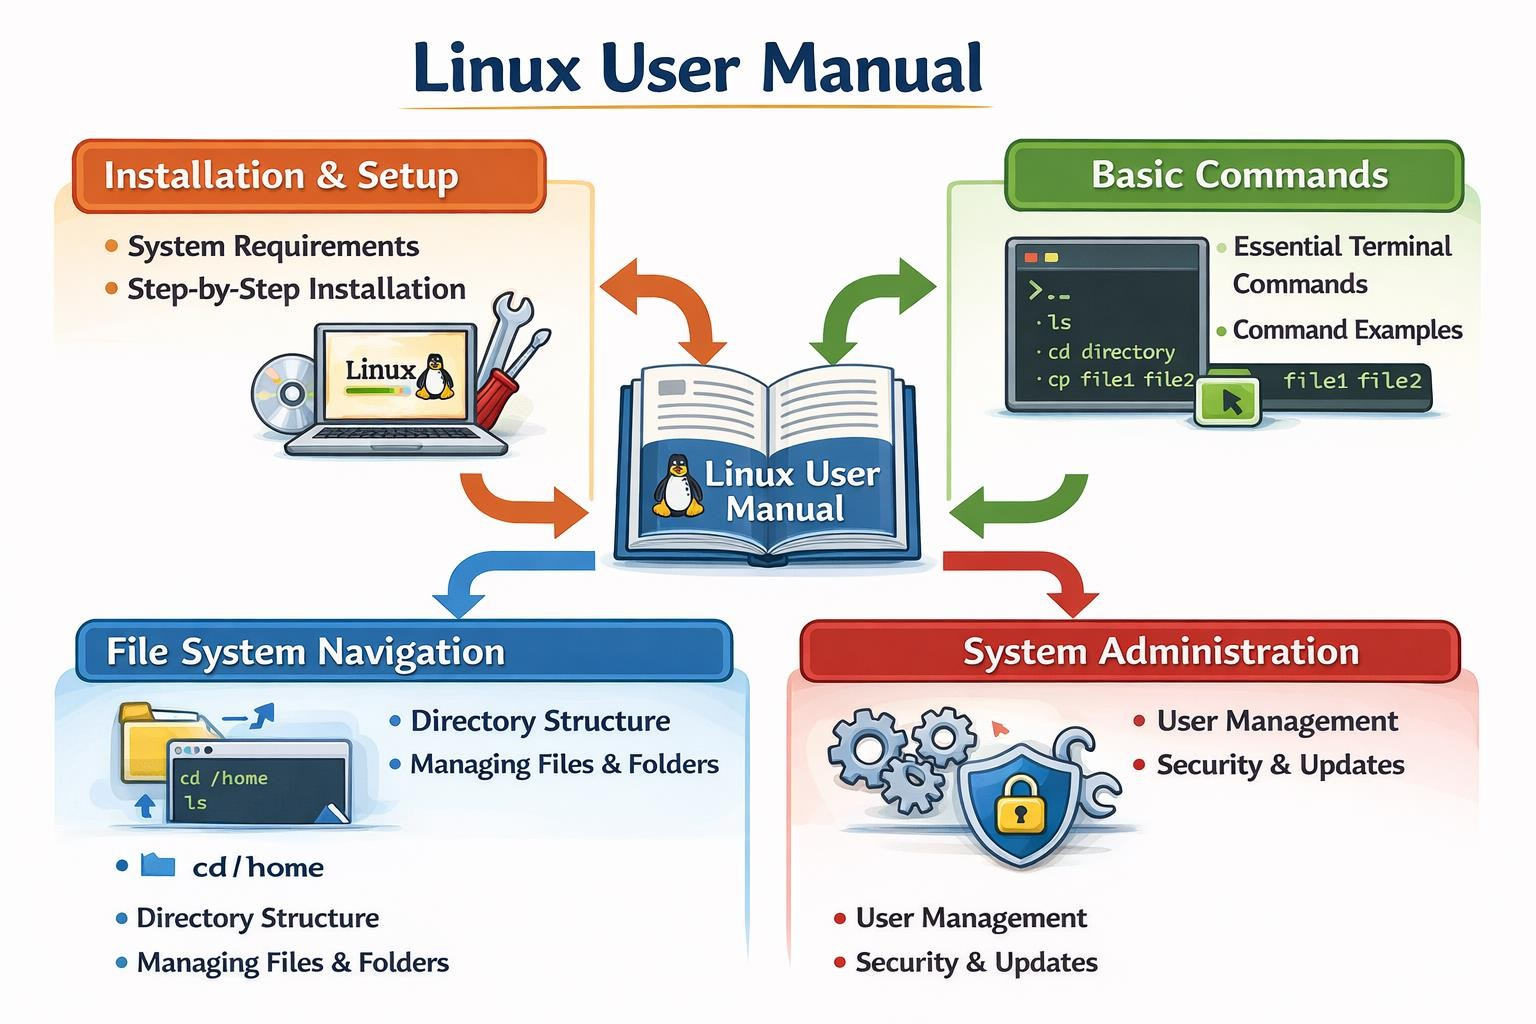 Linux User Manual
Installation & Setup
• System Requirements
• Step-by-Step Installation
Linux
Basic Commands
>._
·ls
·cd directory
·cp file1 file2
file1 file2
• Essential Terminal
Commands
• Command Examples
Linux User
Manual
File System Navigation
cd /home
ls
• Directory Structure
• Managing Files & Folders
• cd/home
• Directory Structure
• Managing Files & Folders
System Administration
• User Management
• Security & Updates
• User Management
• Security & Updates